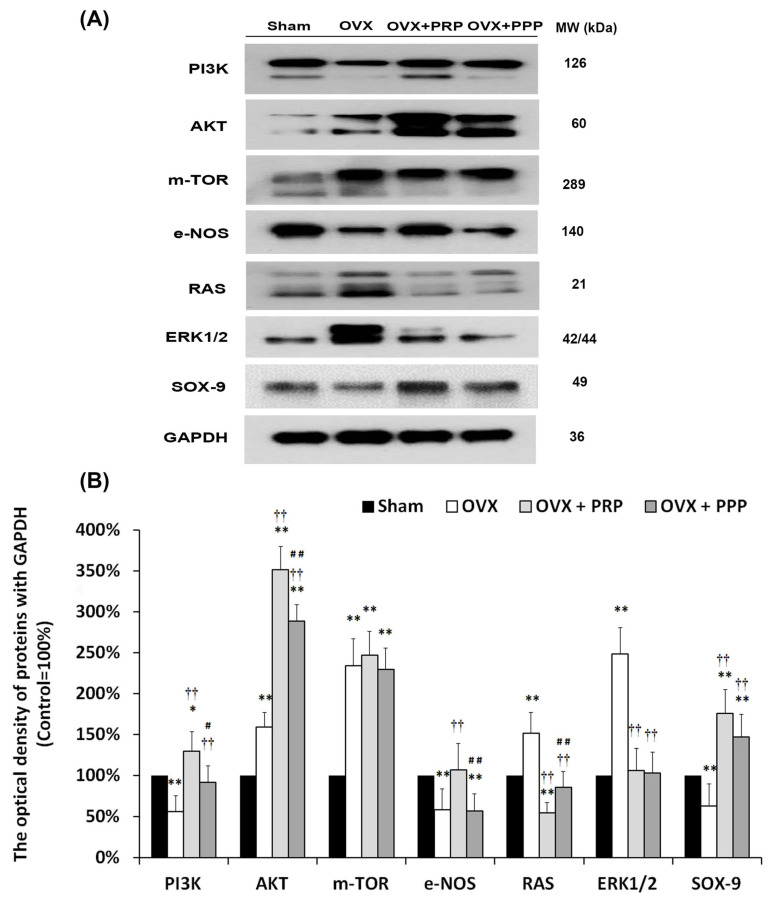 (A)
Sham OVX OVX+PRP OVX+PPP MW (kDa)
PI3K 126
AKT 60
m-TOR 289
e-NOS 140
RAS 21
ERK1/2 42/44
SOX-9 49
GAPDH 36
(B)
Sham OVX OVX + PRP OVX + PPP
The optical density of proteins with GAPDH
(Control=100%)
400%
350%
300%
250%
200%
150%
100%
50%
0%
** †† * # ††
** †† ** ## †† **
** ** **
** †† ## **
** †† ** ## ††
** †† ††
** †† ** †† **
PI3K AKT m-TOR e-NOS RAS ERK1/2 SOX-9